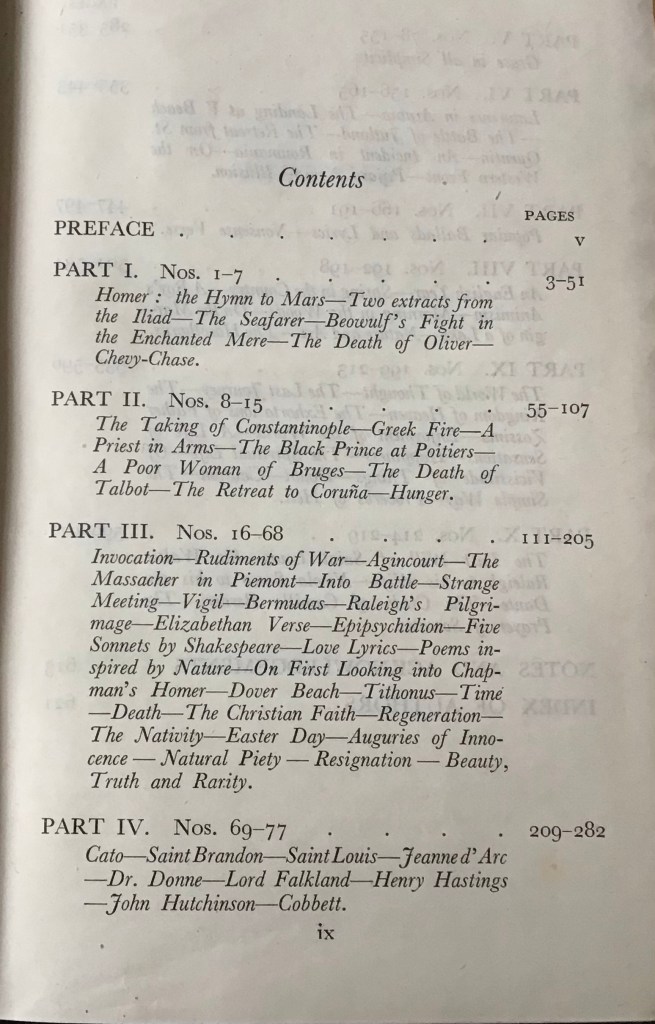 Contents
PAGES
PREFACE . . . . . . . v
PART I. Nos. 1–7 . . . . . 3–51
Homer : the Hymn to Mars—Two extracts from
the Iliad—The Seafarer—Beowulf's Fight in
the Enchanted Mere—The Death of Oliver—
Chevy-Chase.
PART II. Nos. 8–15 . . . . 55–107
The Taking of Constantinople—Greek Fire—A
Priest in Arms—The Black Prince at Poitiers—
A Poor Woman of Bruges—The Death of
Talbot—The Retreat to Coruña—Hunger.
PART III. Nos. 16–68 . . . . 111–205
Invocation—Rudiments of War—Agincourt—The
Massacher in Piemont—Into Battle—Strange
Meeting—Vigil—Bermudas—Raleigh's Pilgri-
mage—Elizabethan Verse—Epipsychidion—Five
Sonnets by Shakespeare—Love Lyrics—Poems in-
spired by Nature—On First Looking into Chap-
man's Homer—Dover Beach—Tithonus—Time
—Death—The Christian Faith—Regeneration—
The Nativity—Easter Day—Auguries of Inno-
cence — Natural Piety — Resignation — Beauty,
Truth and Rarity.
PART IV. Nos. 69–77 . . . . 209–282
Cato—Saint Brandon—Saint Louis—Jeanne d'Arc
—Dr. Donne—Lord Falkland—Henry Hastings
—John Hutchinson—Cobbett.
ix